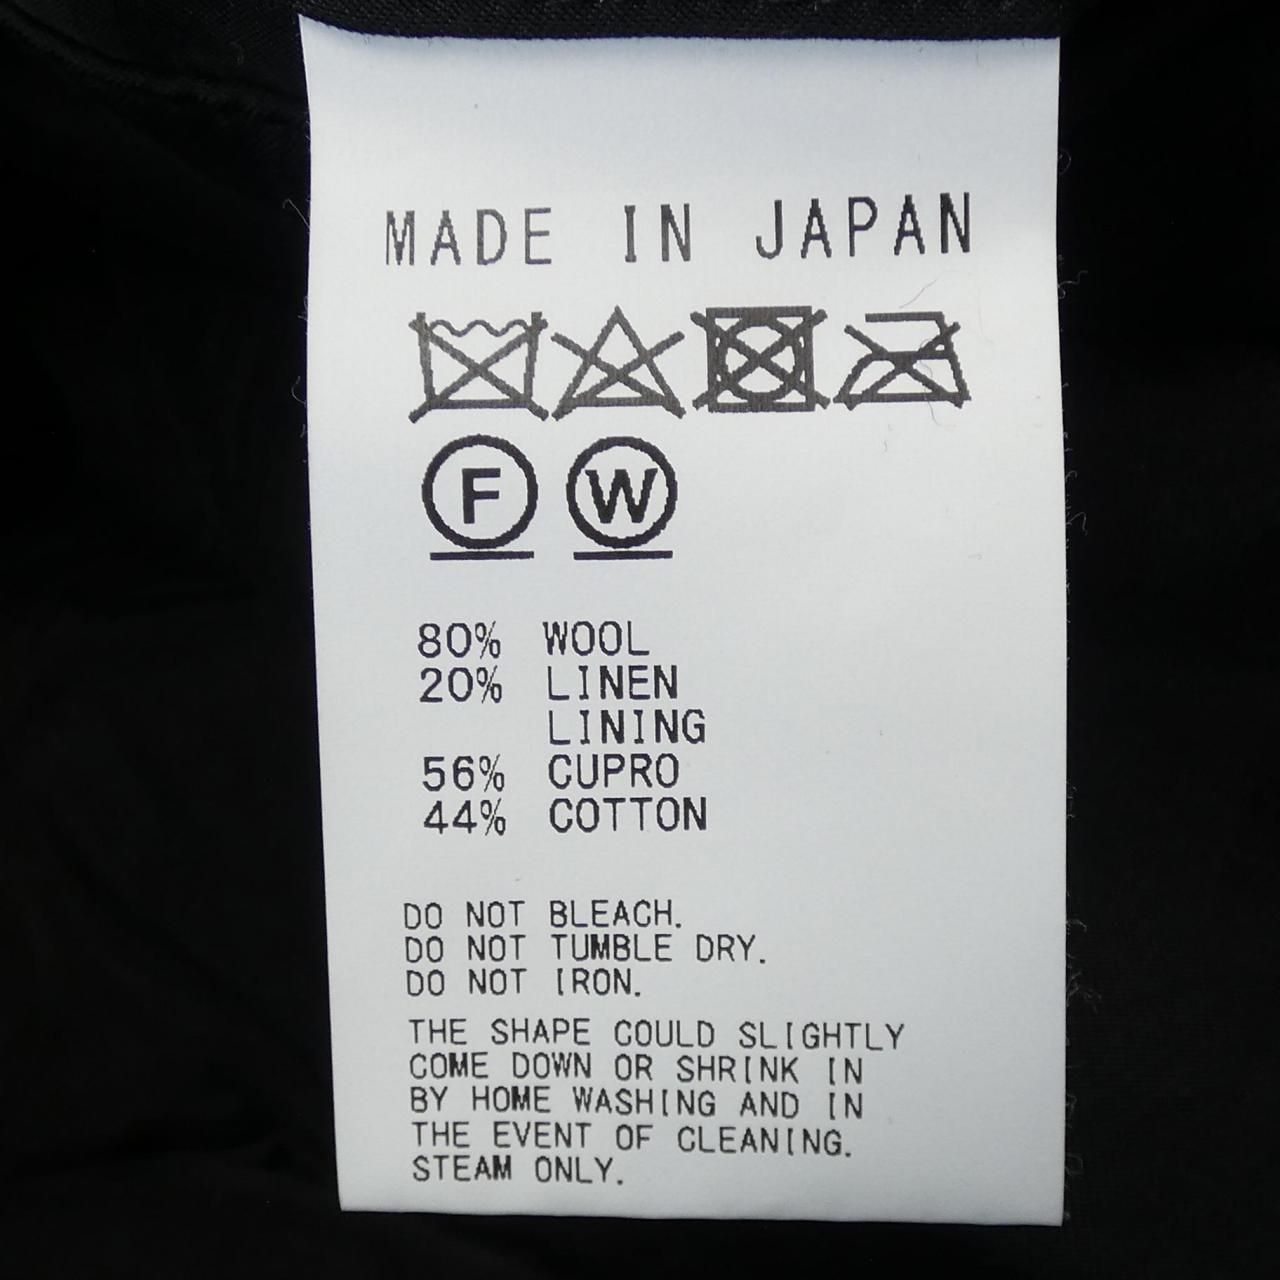 MADE IN JAPAN
F W
80% WOOL
20% LINEN
LINING
56% CUPRO
44% COTTON
DO NOT BLEACH.
DO NOT TUMBLE DRY.
DO NOT IRON.
THE SHAPE COULD SLIGHTLY
COME DOWN OR SHRINK IN
BY HOME WASHING AND IN
THE EVENT OF CLEANING.
STEAM ONLY.